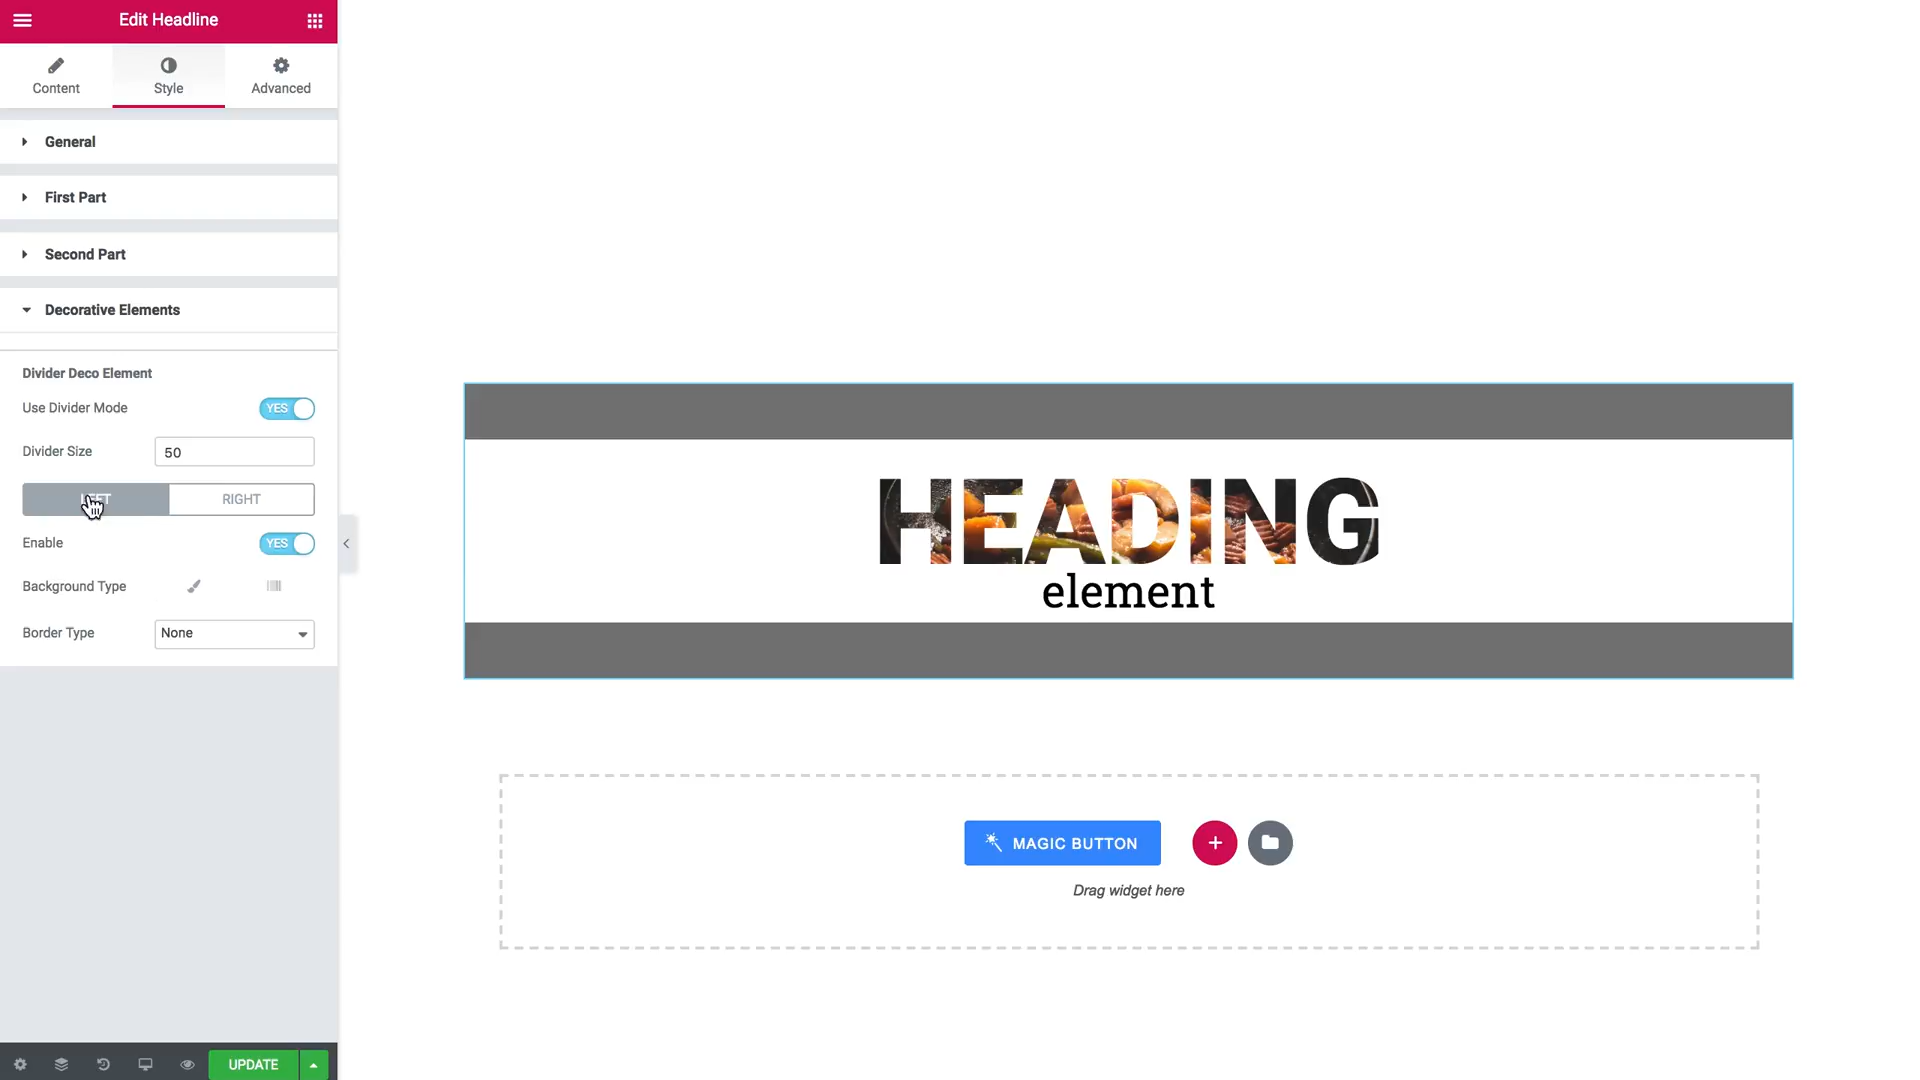 Edit Headline
Content
Style
Advanced
General
First Part
Second Part
Decorative Elements
Divider Deco Element
Use Divider Mode
YES
Divider Size
50
RIGHT
Enable
YES
Background Type
Border Type
None
UPDATE
HEADING
element
MAGIC BUTTON
Drag widget here